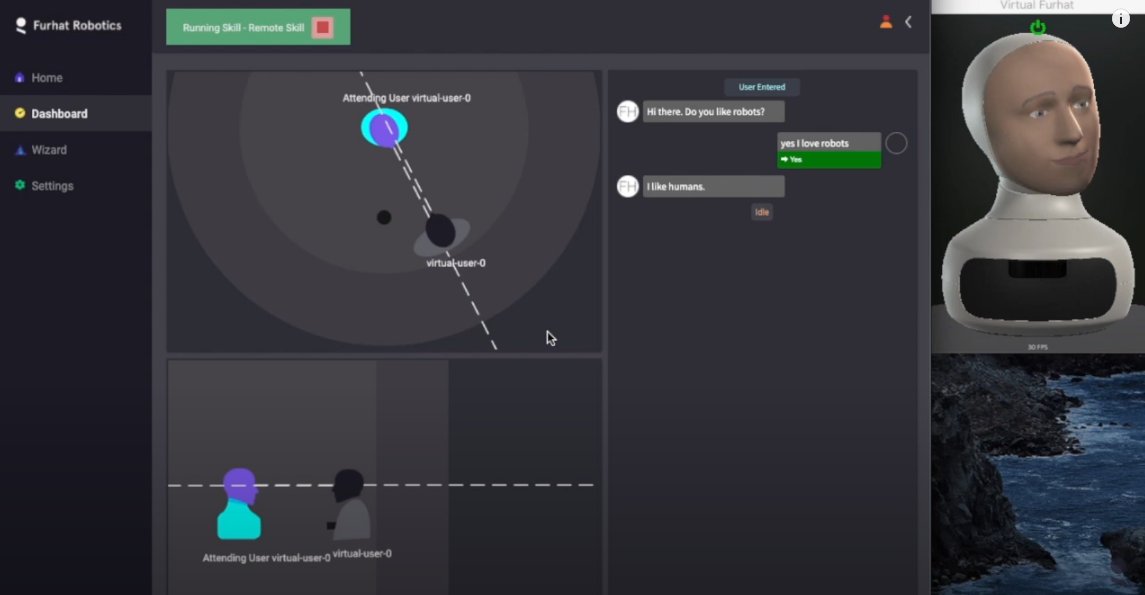 Furhat Robotics
Running Skill - Remote Skill
Home
Dashboard
Wizard
Settings
Attending User virtual-user-0
virtual-user-0
Attending User virtual-user-0
virtual-user-0
User Entered
FH
Hi there. Do you like robots?
yes I love robots
Yes
FH
I like humans.
Idle
Virtual Furhat
i
30 FPS